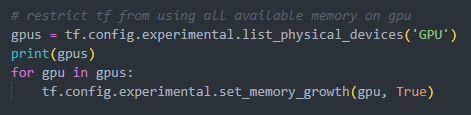 # restrict tf from using all available memory on gpu
gpus = tf.config.experimental.list_physical_devices('GPU')
print(gpus)
for gpu in gpus:
    tf.config.experimental.set_memory_growth(gpu, True)